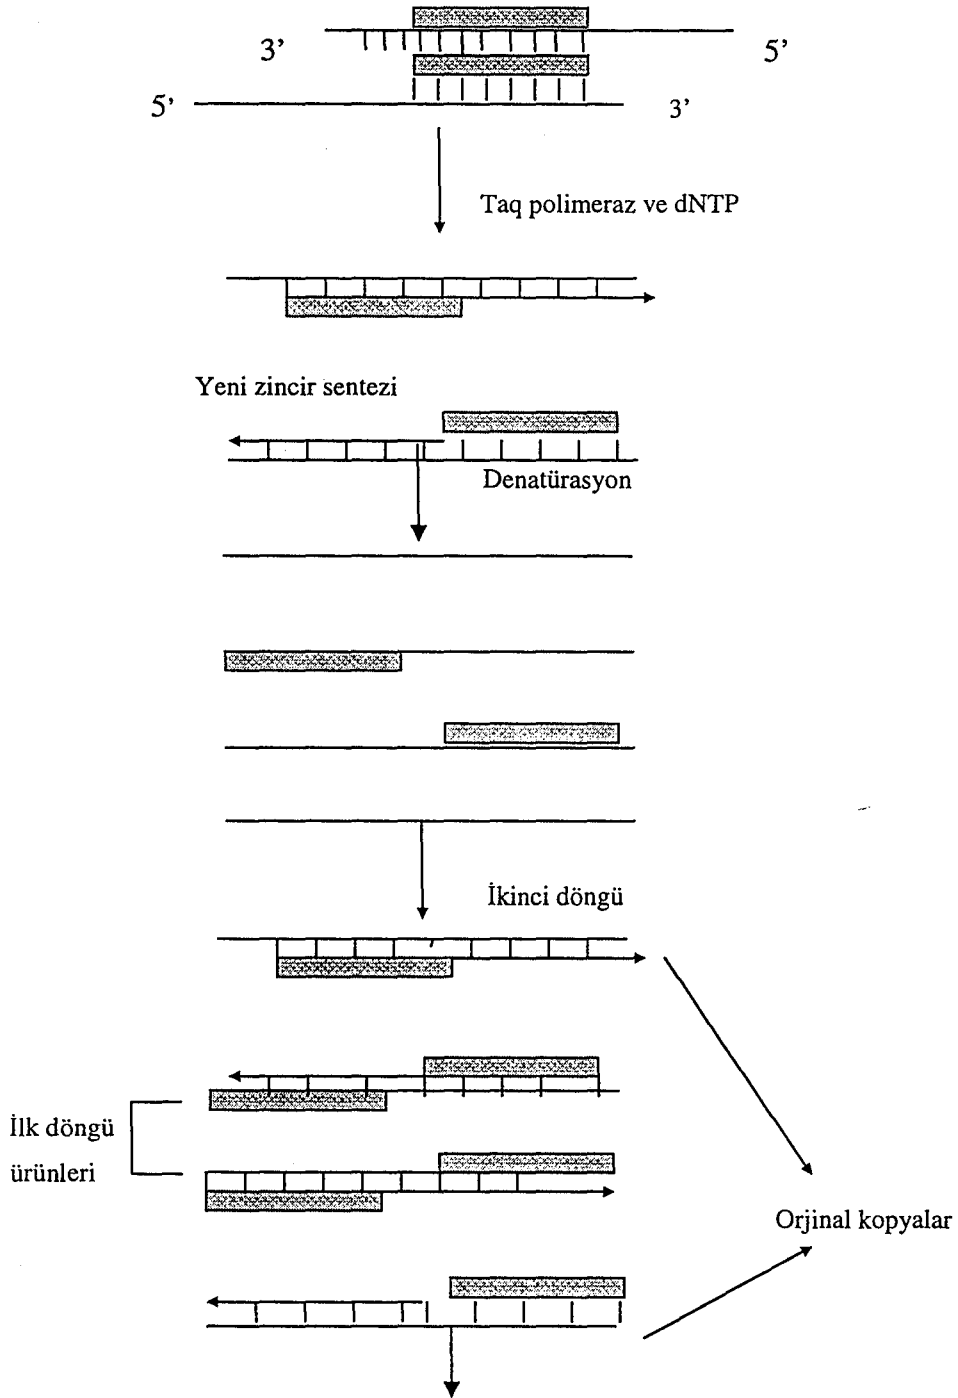 3’ 5’
5’ 3’
Taq polimeraz ve dNTP
Yeni zincir sentezi
Denatürasyon
İkinci döngü
İlk döngü
ürünleri
Orjinal kopyalar